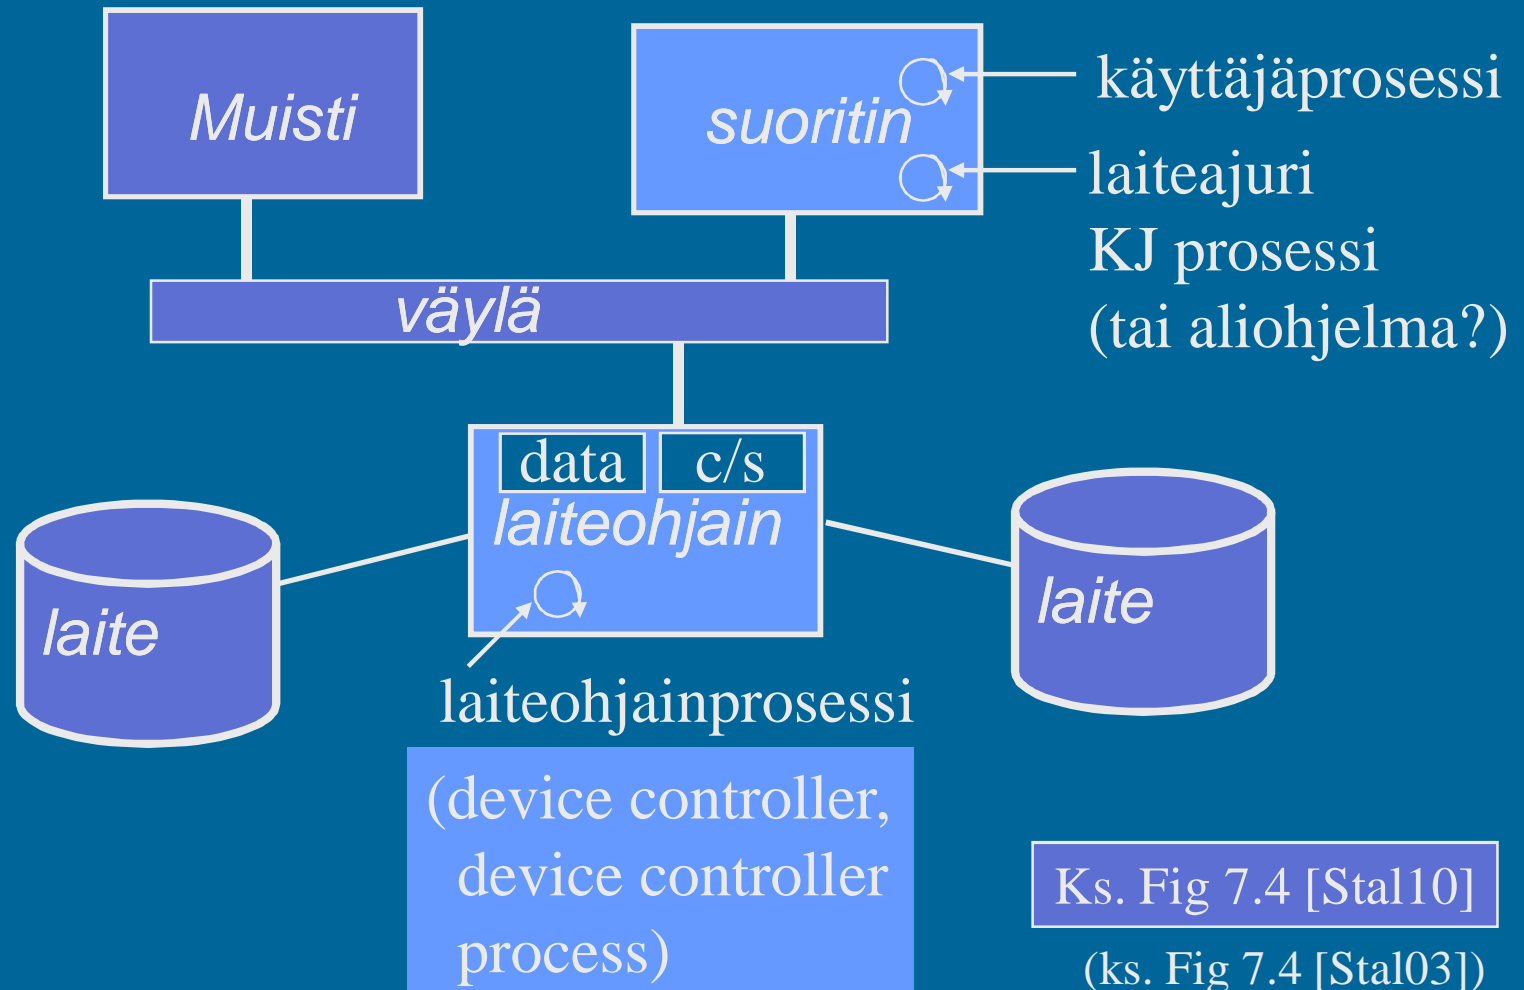 Muisti
suoritin
käyttäjäprosessi
laiteajuri
KJ prosessi
(tai aliohjelma?)
väylä
data
c/s
laiteohjain
laite
laite
laiteohjainprosessi
(device controller,
device controller
process)
Ks. Fig 7.4 [Stal10]
(ks. Fig 7.4 [Stal03])